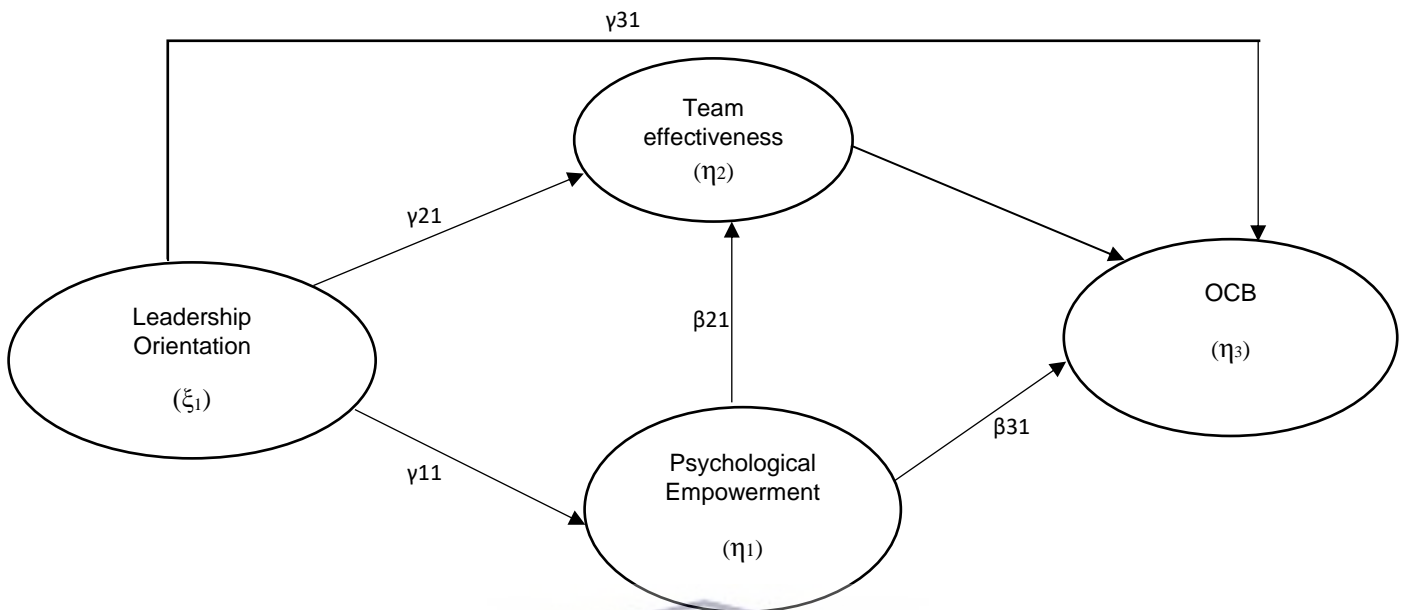 γ31
Team
effectiveness
(η2)
γ21
OCB
(η3)
Leadership
Orientation
(ξ1)
β21
β31
γ11
Psychological
Empowerment
(η1)